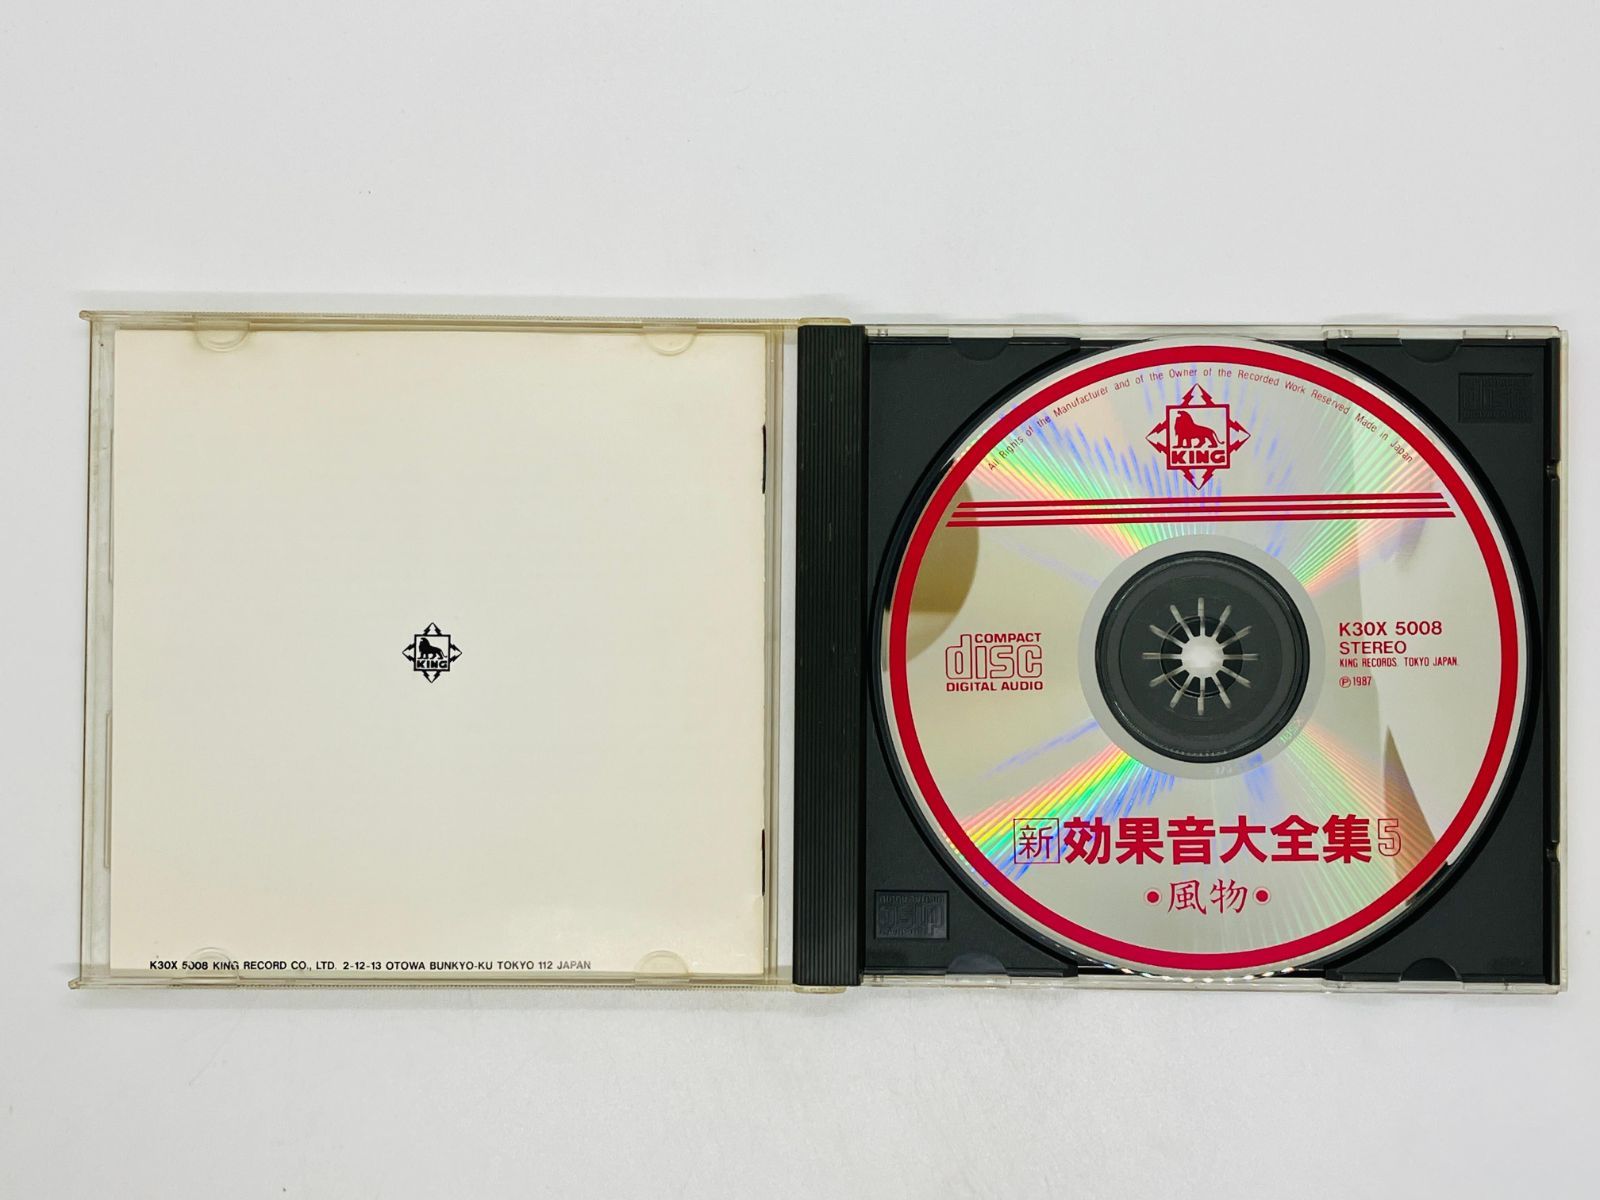 KING
K30X 5008 KING RECORD CO., LTD. 2-12-13 OTOWA BUNKYO-KU TOKYO 112 JAPAN
All Rights of the Manufacturer and of the Owner of the Recorded Work Reserved Made in Japan
KING
COMPACT
disc
DIGITAL AUDIO
K30X 5008
STEREO
KING RECORDS. TOKYO JAPAN.
Ⓟ1987
新 効果音大全集5
•風物•